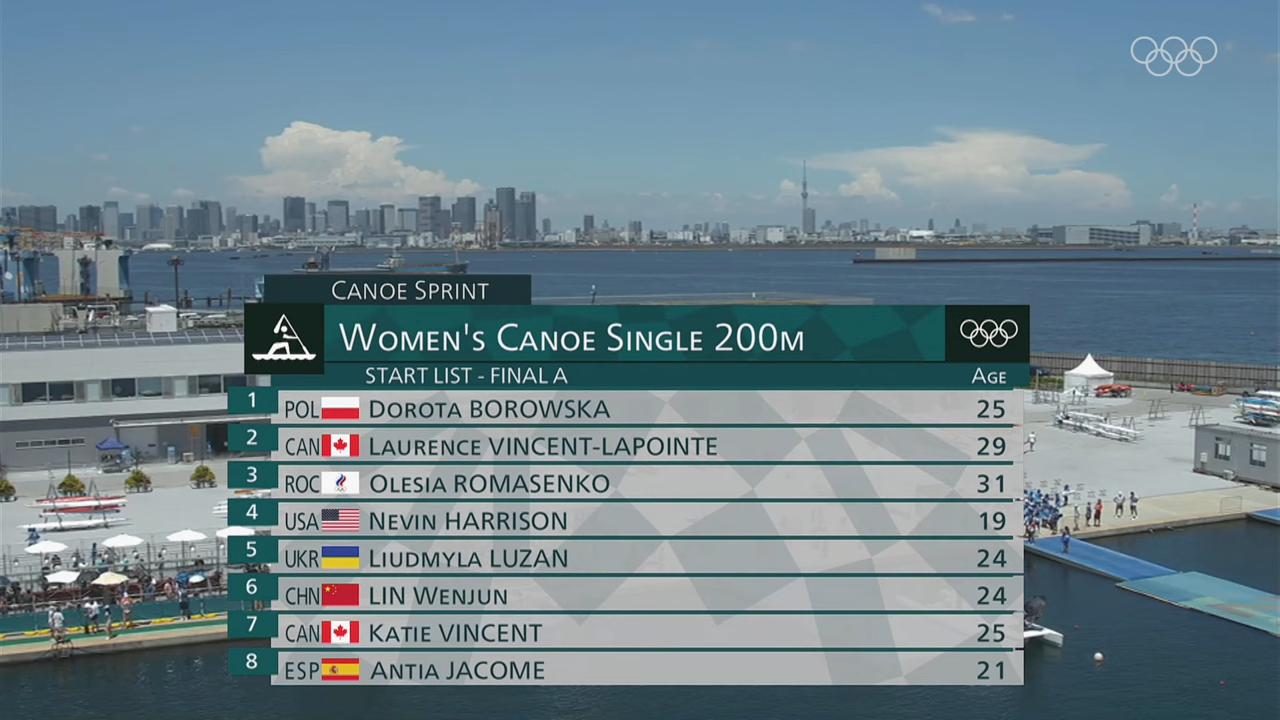 CANOE SPRINT
WOMEN'S CANOE SINGLE 200M
START LIST - FINAL A AGE
1 POL DOROTA BOROWSKA 25
2 CAN LAURENCE VINCENT-LAPOINTE 29
3 ROC OLESIA ROMASENKO 31
4 USA NEVIN HARRISON 19
5 UKR LIUDMYLA LUZAN 24
6 CHN LIN WENJUN 24
7 CAN KATIE VINCENT 25
8 ESP ANTIA JACOME 21